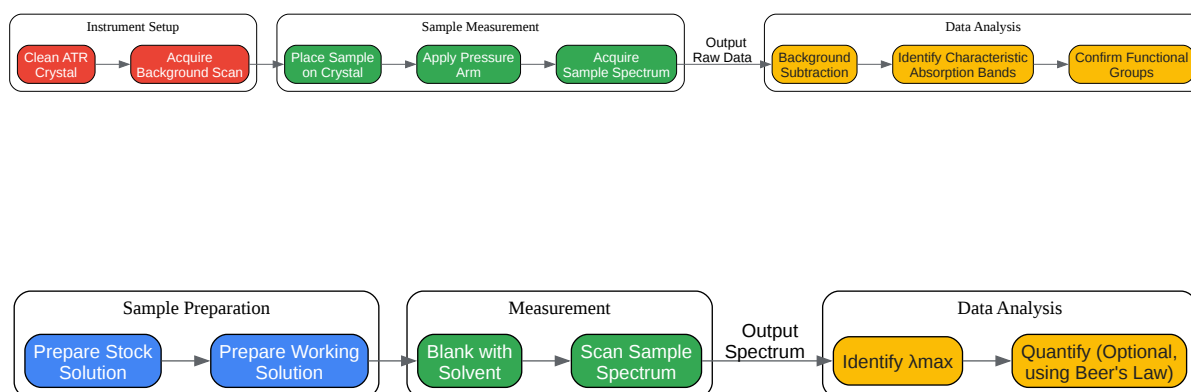 Instrument Setup
Sample Measurement
Data Analysis
Clean ATR
Crystal
Acquire
Background Scan
Place Sample
on Crystal
Apply Pressure
Arm
Acquire
Sample Spectrum
Output
Raw Data
Background
Subtraction
Identify Characteristic
Absorption Bands
Confirm Functional
Groups
Sample Preparation
Measurement
Data Analysis
Prepare Stock
Solution
Prepare Working
Solution
Blank with
Solvent
Scan Sample
Spectrum
Output
Spectrum
Identify λmax
Quantify (Optional,
using Beer's Law)